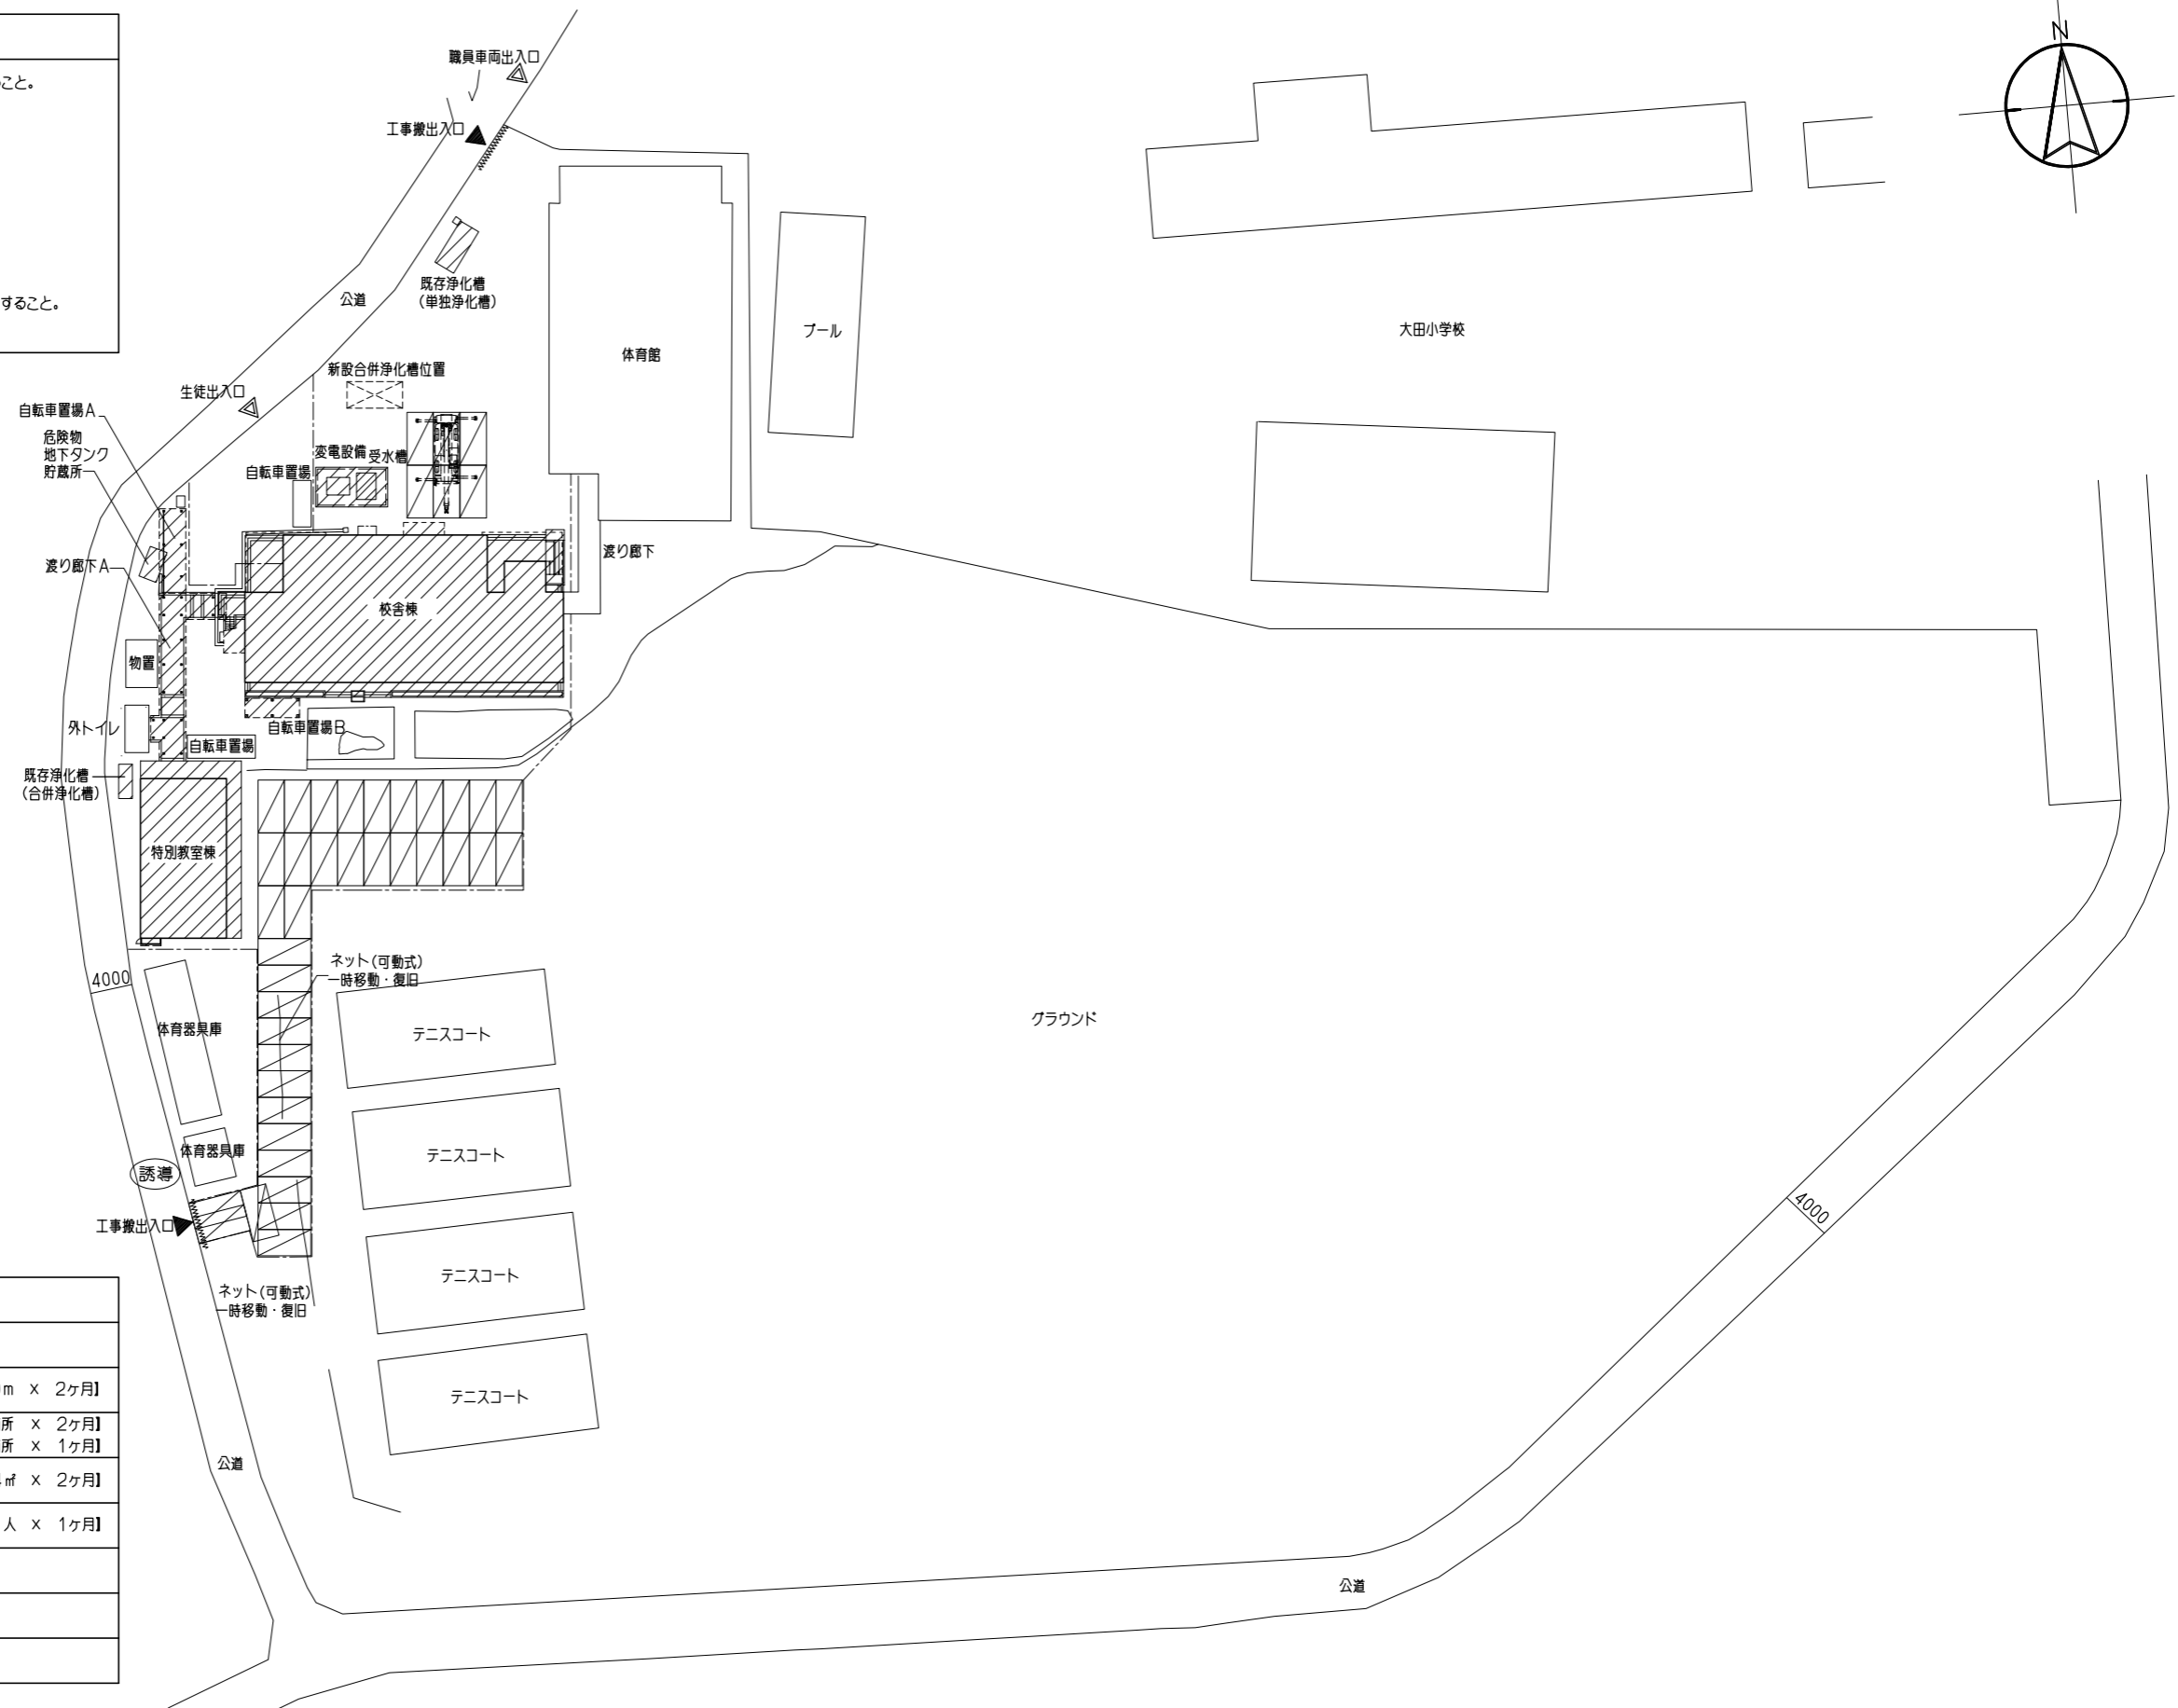 こと。
すること。
N
職員車両出入口
工事搬出入口
既存浄化槽
（単独浄化槽）
公道
体育館
プール
大田小学校
新設合併浄化槽位置
生徒出入口
自転車置場A
危険物
地下タンク
貯蔵所
変電設備
受水槽
自転車置場
渡り廊下
渡り廊下A
校舎棟
物置
外トイレ
自転車置場B
自転車置場
既存浄化槽
（合併浄化槽）
特別教室棟
4000
ネット（可動式）
一時移動・復旧
体育器具庫
テニスコート
グラウンド
体育器具庫
テニスコート
誘導
工事搬出入口
4000
テニスコート
ネット（可動式）
一時移動・復旧
テニスコート
m × 2ヶ月】
所 × 2ヶ月】
所 × 1ヶ月】
㎡ × 2ヶ月】
人 × 1ヶ月】
公道
公道